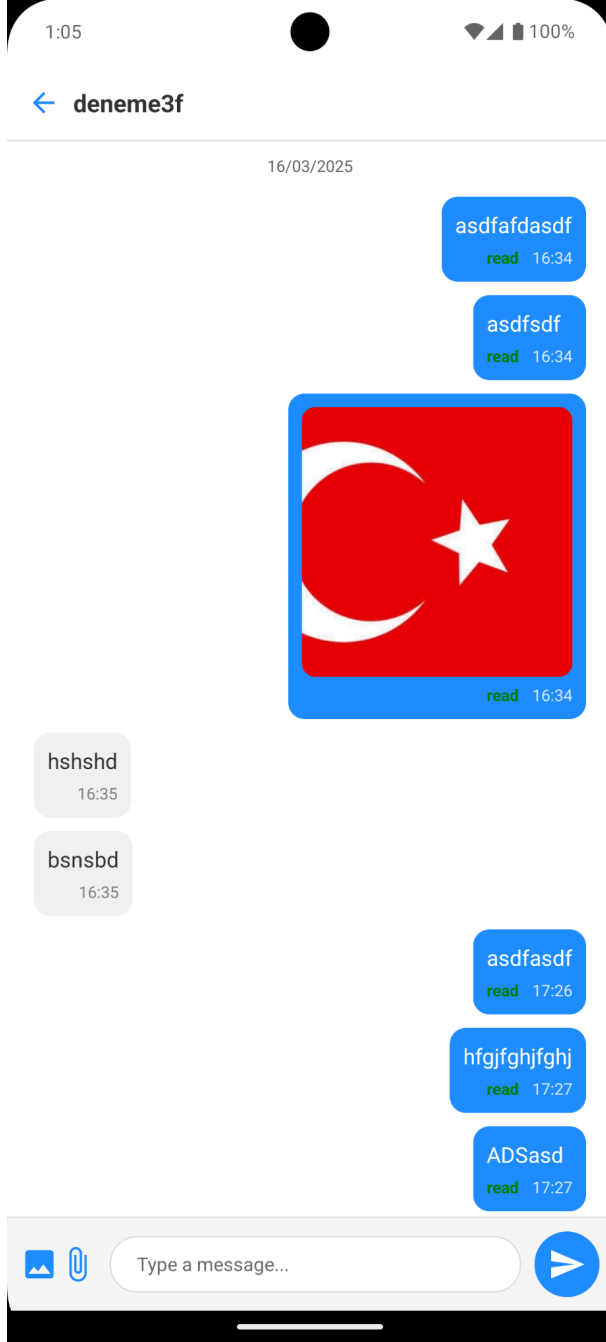 1:05
100%
deneme3f
16/03/2025
asdfafdasdf
read 16:34
asdfsdf
read 16:34
read 16:34
hshshd
16:35
bsnsbd
16:35
asdfasdf
read 17:26
hfgjfghjfghj
read 17:27
ADSasd
read 17:27
Type a message...